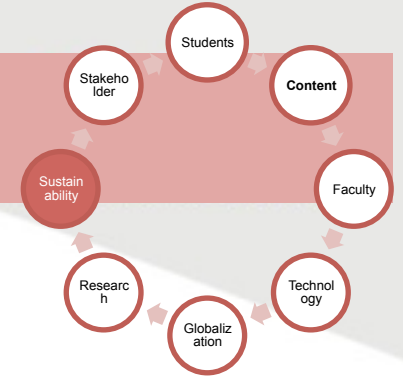 Students
Content
Faculty
Technol
ogy
Globaliz
ation
Researc
h
Sustain
ability
Stakeho
lder